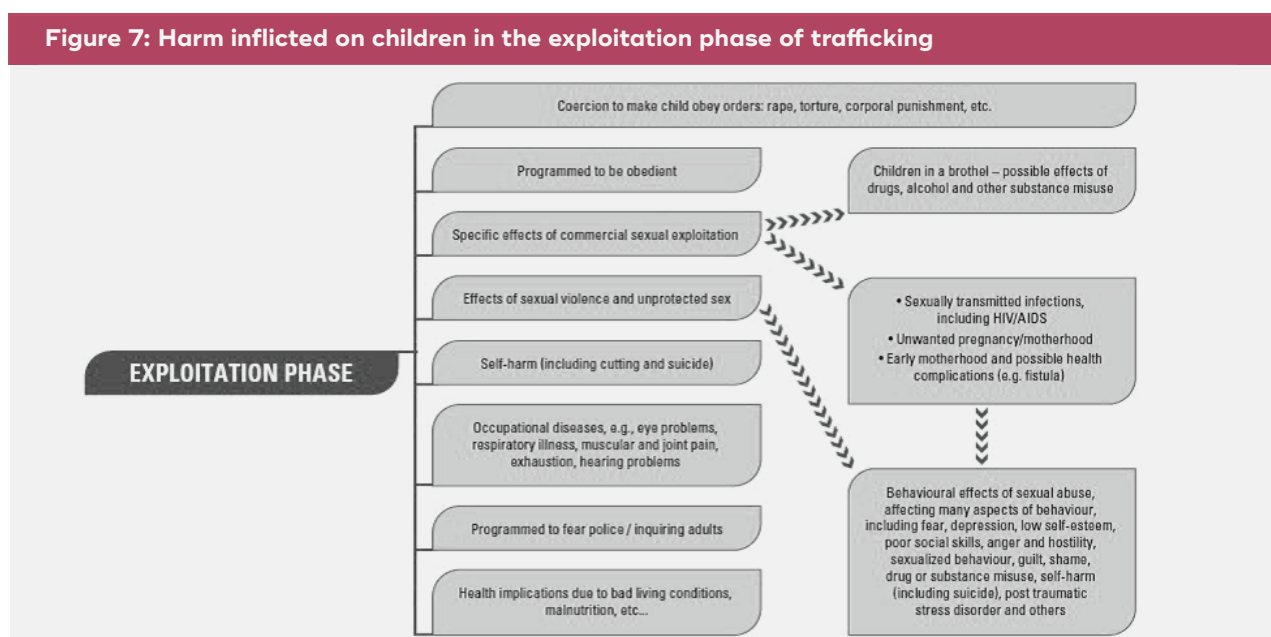 Figure 7: Harm inflicted on children in the exploitation phase of trafficking
Coercion to make child obey orders: rape, torture, corporal punishment, etc.
Programmed to be obedient
Children in a brothel – possible effects of
drugs, alcohol and other substance misuse
Specific effects of commercial sexual exploitation
Effects of sexual violence and unprotected sex
• Sexually transmitted infections,
including HIV/AIDS
• Unwanted pregnancy/motherhood
• Early motherhood and possible health
complications (e.g. fistula)
EXPLOITATION PHASE
Self-harm (including cutting and suicide)
Occupational diseases, e.g., eye problems,
respiratory illness, muscular and joint pain,
exhaustion, hearing problems
Programmed to fear police / inquiring adults
Health implications due to bad living conditions,
malnutrition, etc...
Behavioural effects of sexual abuse,
affecting many aspects of behaviour,
including fear, depression, low self-esteem,
poor social skills, anger and hostility,
sexualized behaviour, guilt, shame,
drug or substance misuse, self-harm
(including suicide), post traumatic
stress disorder and others